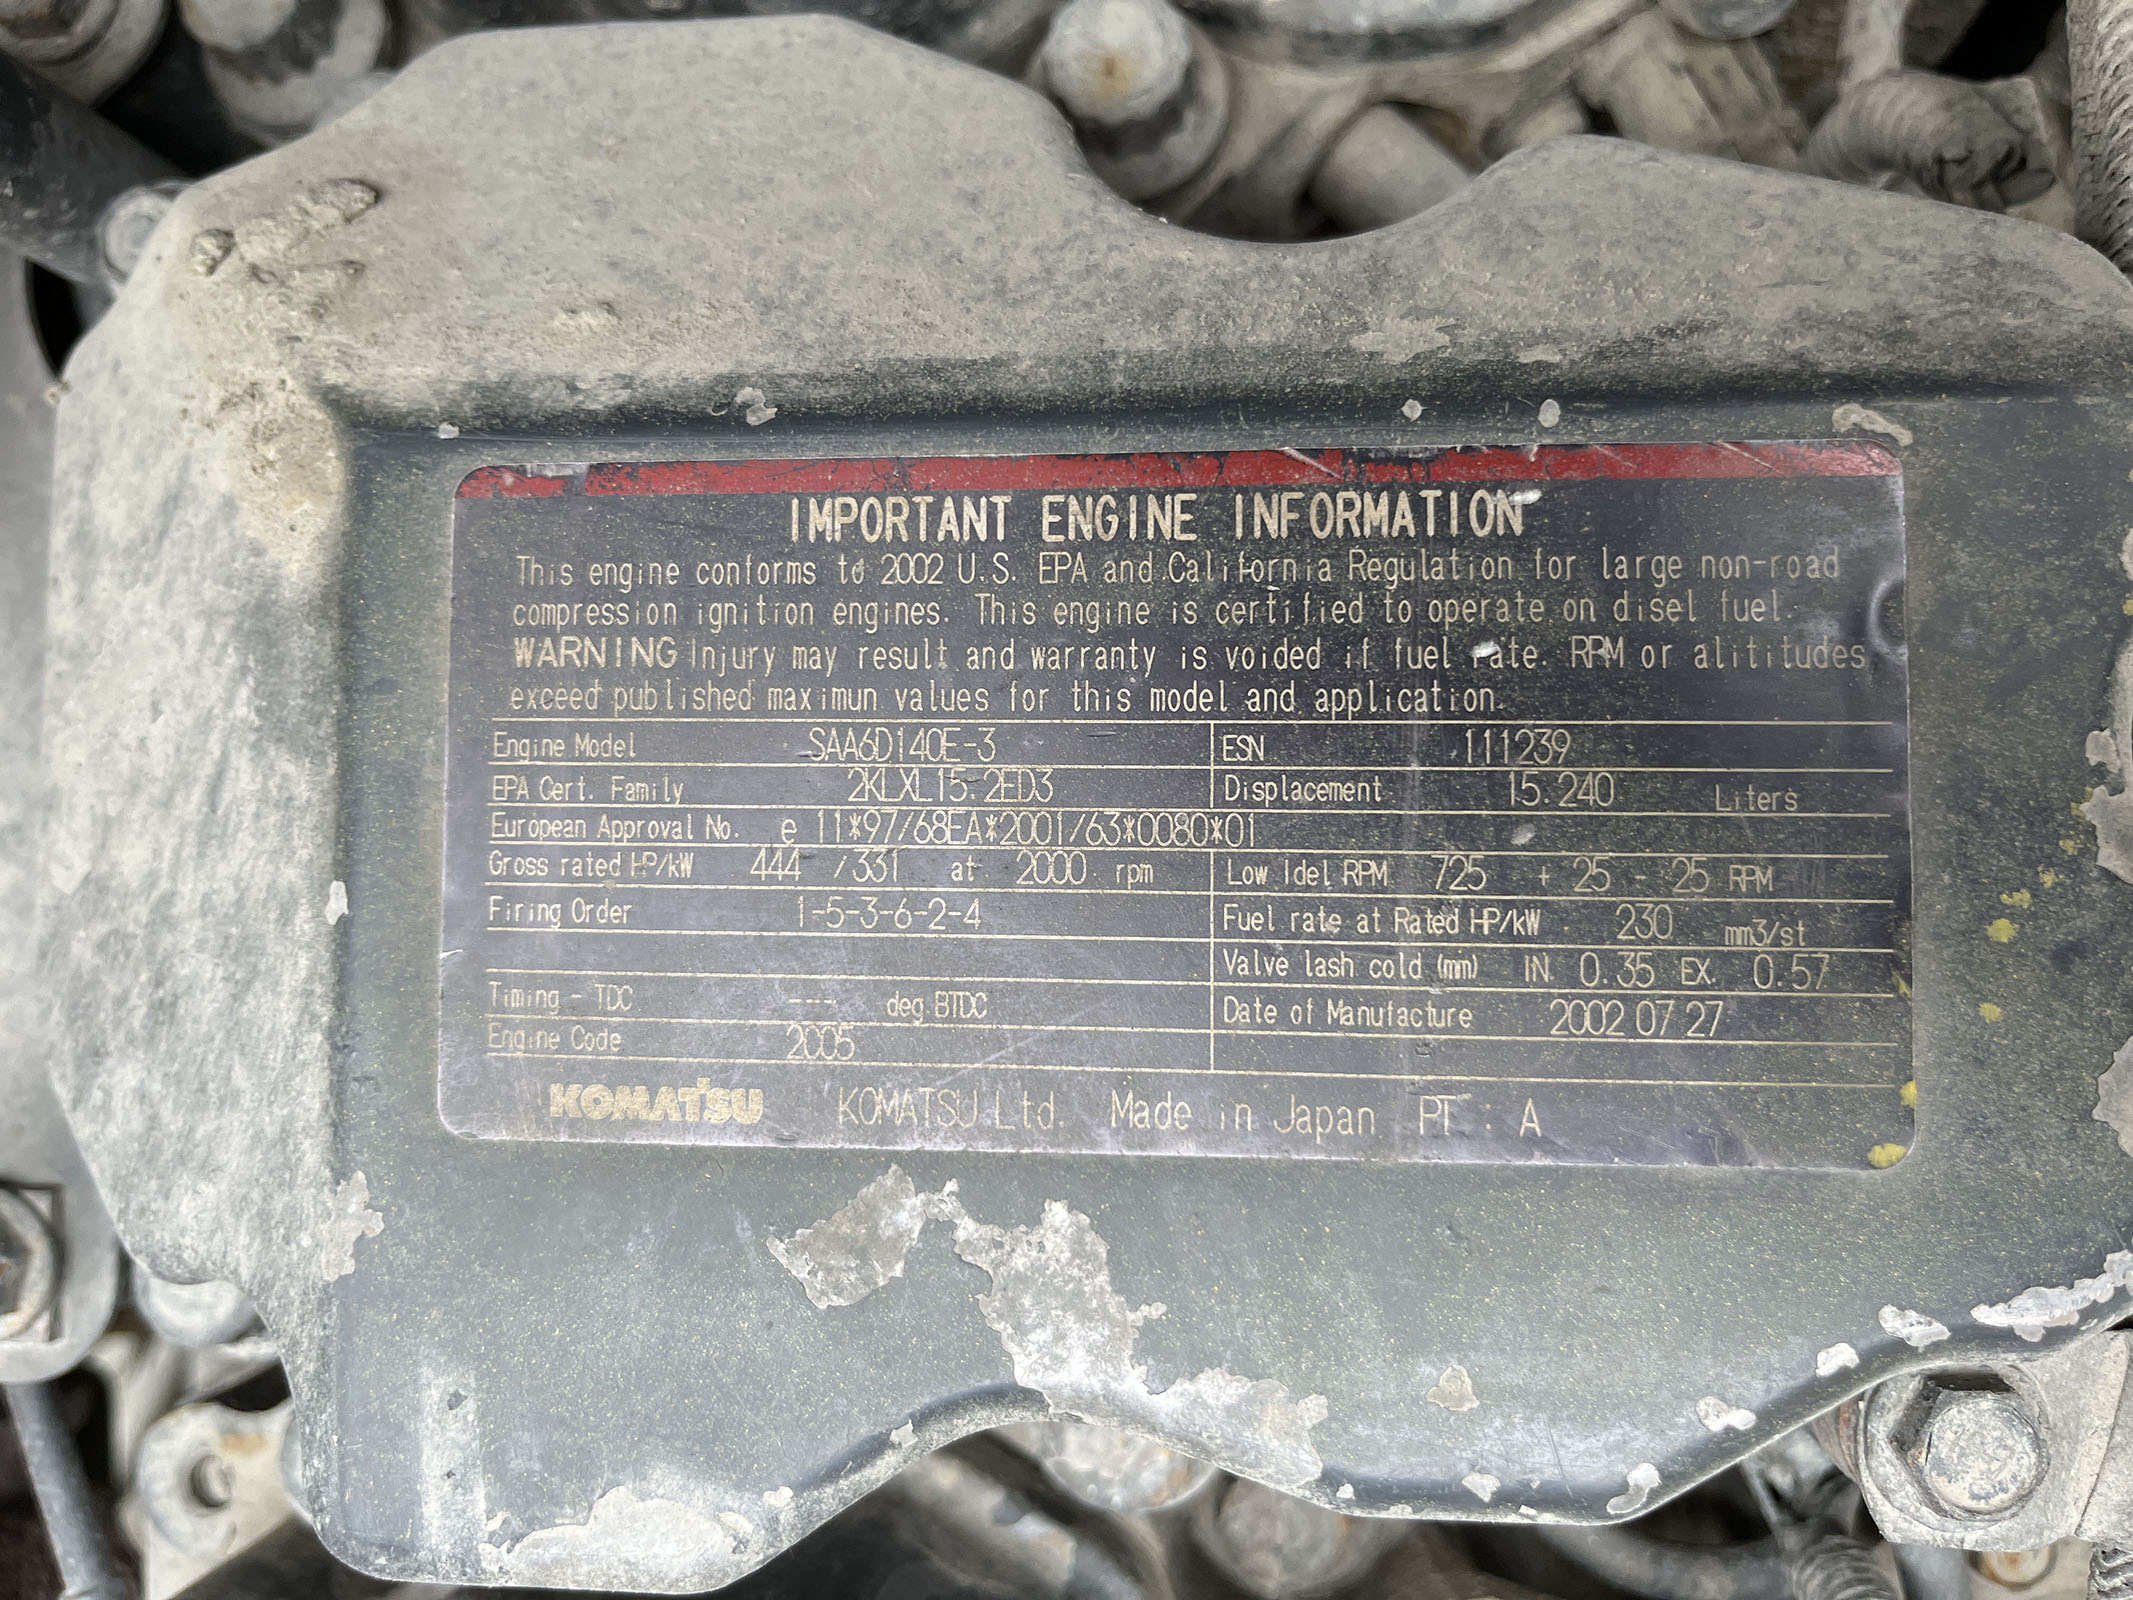 IMPORTANT ENGINE INFORMATION
This engine conforms to 2002 U.S. EPA and California Regulation for large non-road
compression ignition engines. This engine is certified to operate on disel fuel.
WARNING Injury may result and warranty is voided if fuel rate. RPM or alititudes
exceed published maximun values for this model and application.
Engine Model SAA6D140E-3 ESN 111239
EPA Cert. Family 2KLXL15.2ED3 Displacement 15.240 Liters
European Approval No. e 11*97/68EA*2001/63*0080*01
Gross rated HP/kW 444 /331 at 2000 rpm Low Idel RPM 725 + 25 - 25 RPM
Firing Order 1-5-3-6-2-4 Fuel rate at Rated HP/kW 230 mm3/st
Valve lash cold (mm) IN. 0.35 EX. 0.57
Timing - TDC --- deg.BTDC Date of Manufacture 2002 07 27
Engine Code 2005
KOMATSU KOMATSU Ltd. Made in Japan PT : A